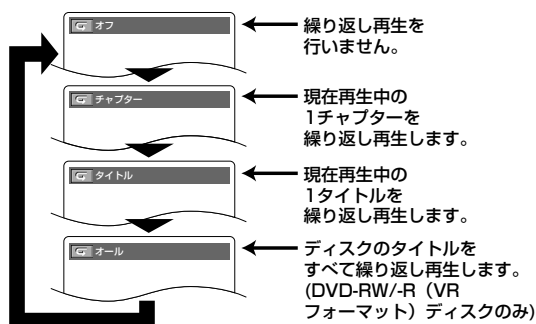 オフ
繰り返し再生を
行いません。
チャプター
現在再生中の
1チャプターを
繰り返し再生します。
タイトル
現在再生中の
1タイトルを
繰り返し再生します。
オール
ディスクのタイトルを
すべて繰り返し再生します。
(DVD-RW/-R（VR
フォーマット）ディスクのみ)